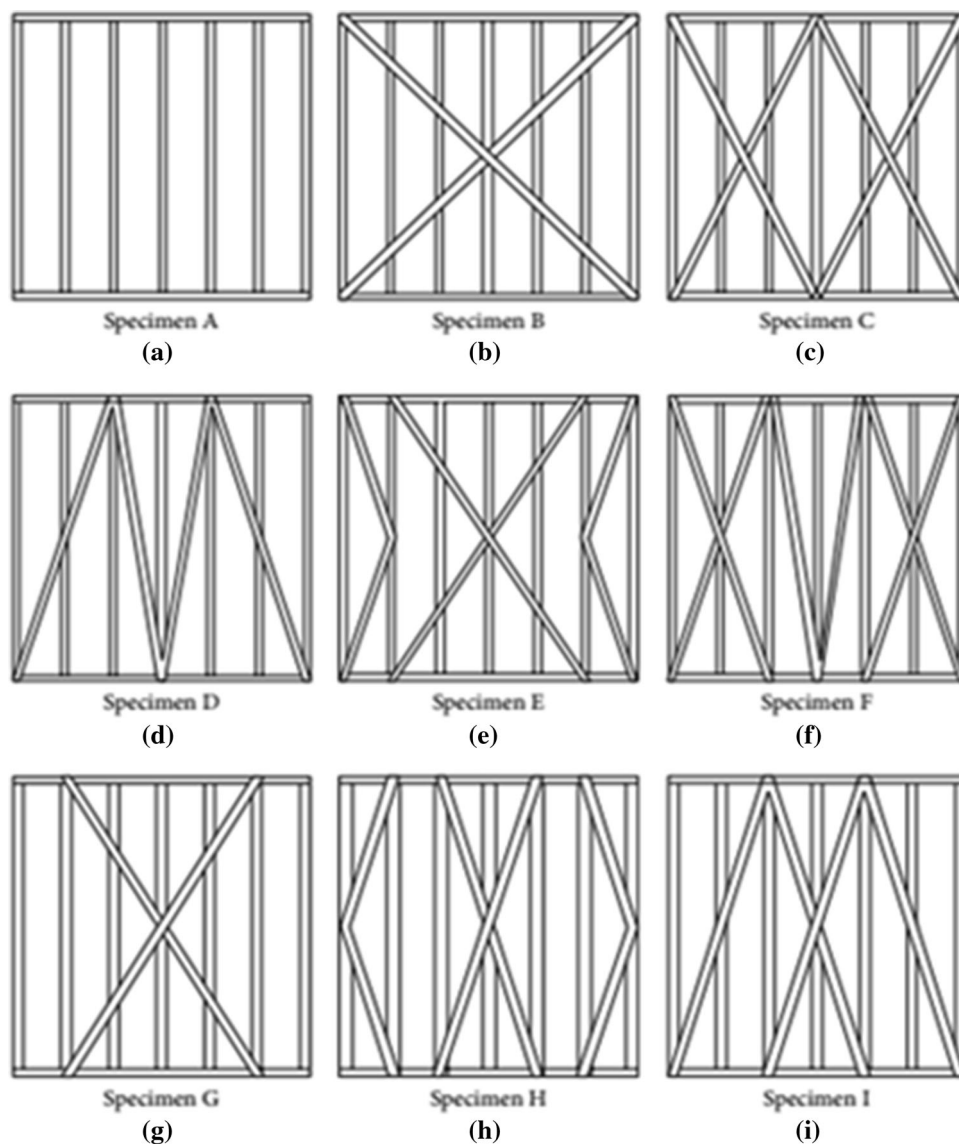 Specimen A
Specimen B
Specimen C
(a)
(b)
(c)
Specimen D
Specimen E
Specimen F
(d)
(e)
(f)
Specimen G
Specimen H
Specimen I
(g)
(h)
(i)